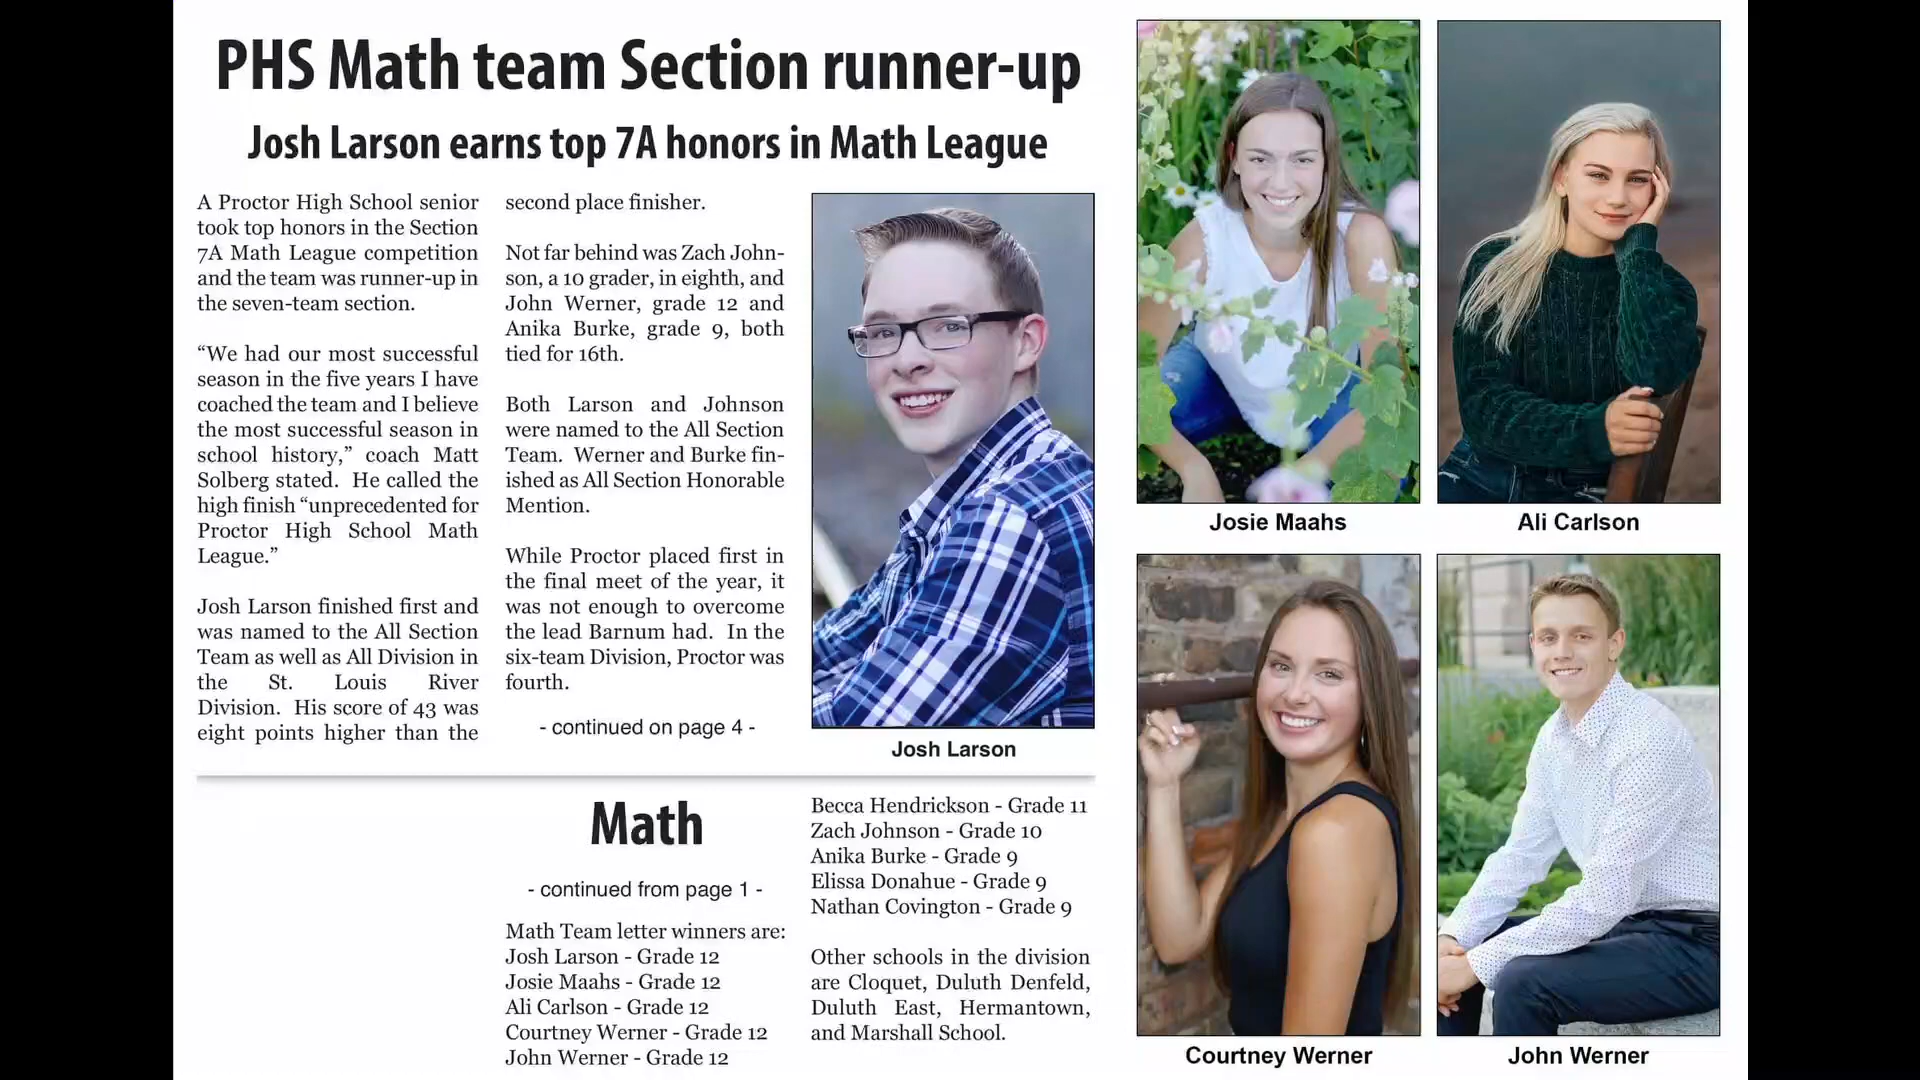 PHS Math team Section runner-up
Josh Larson earns top 7A honors in Math League
A Proctor High School senior
took top honors in the Section
7A Math League competition
and the team was runner-up in
the seven-team section.
“We had our most successful
season in the five years I have
coached the team and I believe
the most successful season in
school history,” coach Matt
Solberg stated. He called the
high finish “unprecedented for
Proctor High School Math
League.”
Josh Larson finished first and
was named to the All Section
Team as well as All Division in
the St. Louis River
Division. His score of 43 was
eight points higher than the
second place finisher.
Not far behind was Zach John-
son, a 10 grader, in eighth, and
John Werner, grade 12 and
Anika Burke, grade 9, both
tied for 16th.
Both Larson and Johnson
were named to the All Section
Team. Werner and Burke fin-
ished as All Section Honorable
Mention.
While Proctor placed first in
the final meet of the year, it
was not enough to overcome
the lead Barnum had. In the
six-team Division, Proctor was
fourth.
- continued on page 4 -
Josh Larson
Math
- continued from page 1 -
Math Team letter winners are:
Josh Larson - Grade 12
Josie Maahs - Grade 12
Ali Carlson - Grade 12
Courtney Werner - Grade 12
John Werner - Grade 12
Becca Hendrickson - Grade 11
Zach Johnson - Grade 10
Anika Burke - Grade 9
Elissa Donahue - Grade 9
Nathan Covington - Grade 9
Other schools in the division
are Cloquet, Duluth Denfeld,
Duluth East, Hermantown,
and Marshall School.
Josie Maahs
Ali Carlson
Courtney Werner
John Werner